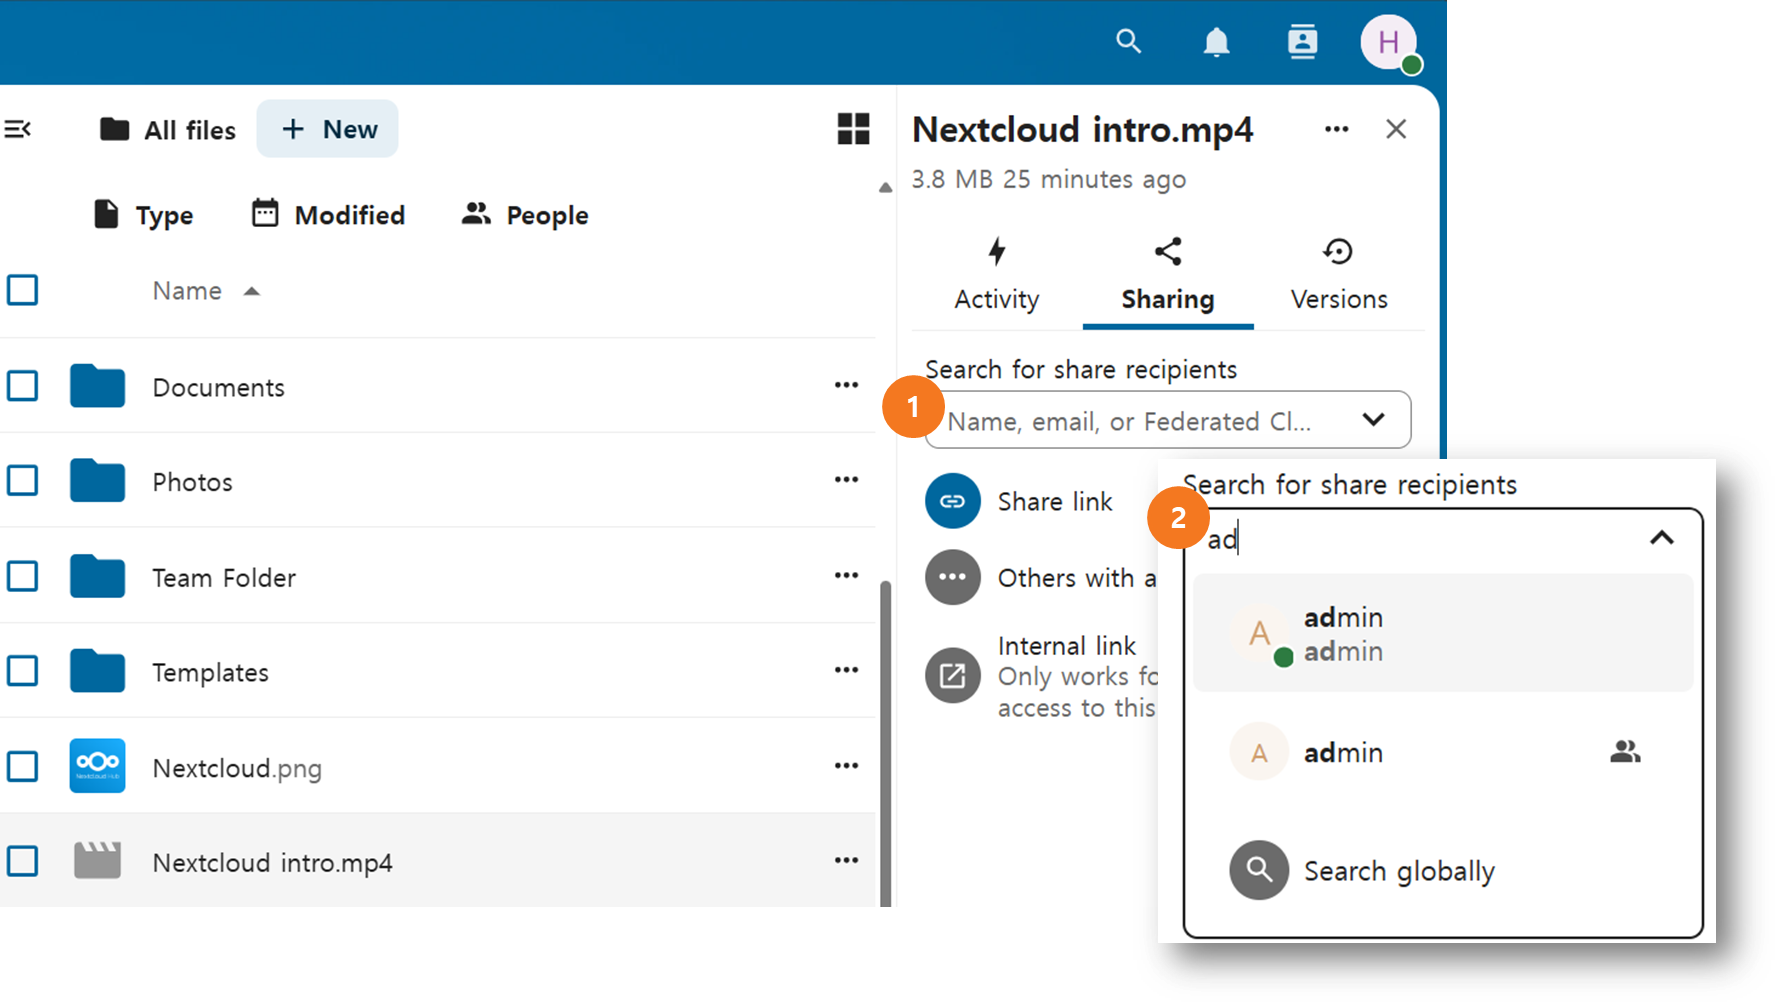 H
All files
+ New
Type
Modified
People
Name
Documents
Photos
Team Folder
Templates
Nextcloud.png
Nextcloud intro.mp4
Nextcloud intro.mp4
3.8 MB 25 minutes ago
Activity
Sharing
Versions
Search for share recipients
1
Name, email, or Federated Cl...
Share link
Others with a
Internal link
Only works fo
access to this
Search for share recipients
2
ad
A
admin
admin
A
admin
Search globally